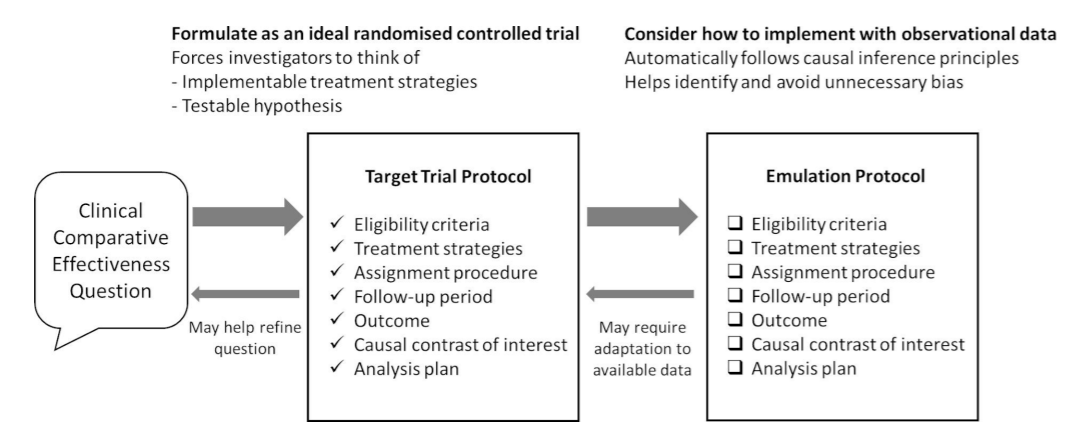 Formulate as an ideal randomised controlled trial
Forces investigators to think of
- Implementable treatment strategies
- Testable hypothesis
Consider how to implement with observational data
Automatically follows causal inference principles
Helps identify and avoid unnecessary bias
Clinical
Comparative
Effectiveness
Question
May help refine
question
Target Trial Protocol
✓ Eligibility criteria
✓ Treatment strategies
✓ Assignment procedure
✓ Follow-up period
✓ Outcome
✓ Causal contrast of interest
✓ Analysis plan
May require
adaptation to
available data
Emulation Protocol
❑ Eligibility criteria
❑ Treatment strategies
❑ Assignment procedure
❑ Follow-up period
❑ Outcome
❑ Causal contrast of interest
❑ Analysis plan